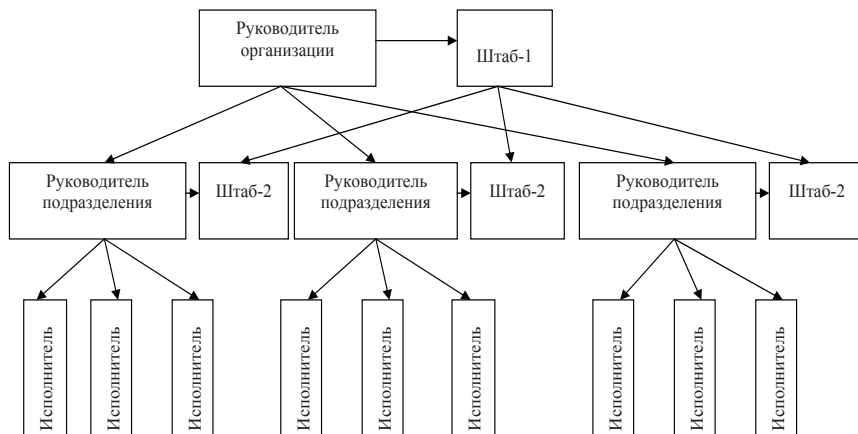 Руководитель
организации
Штаб-1
Руководитель
подразделения
Штаб-2
Руководитель
подразделения
Штаб-2
Руководитель
подразделения
Штаб-2
Исполнитель
Исполнитель
Исполнитель
Исполнитель
Исполнитель
Исполнитель
Исполнитель
Исполнитель
Исполнитель